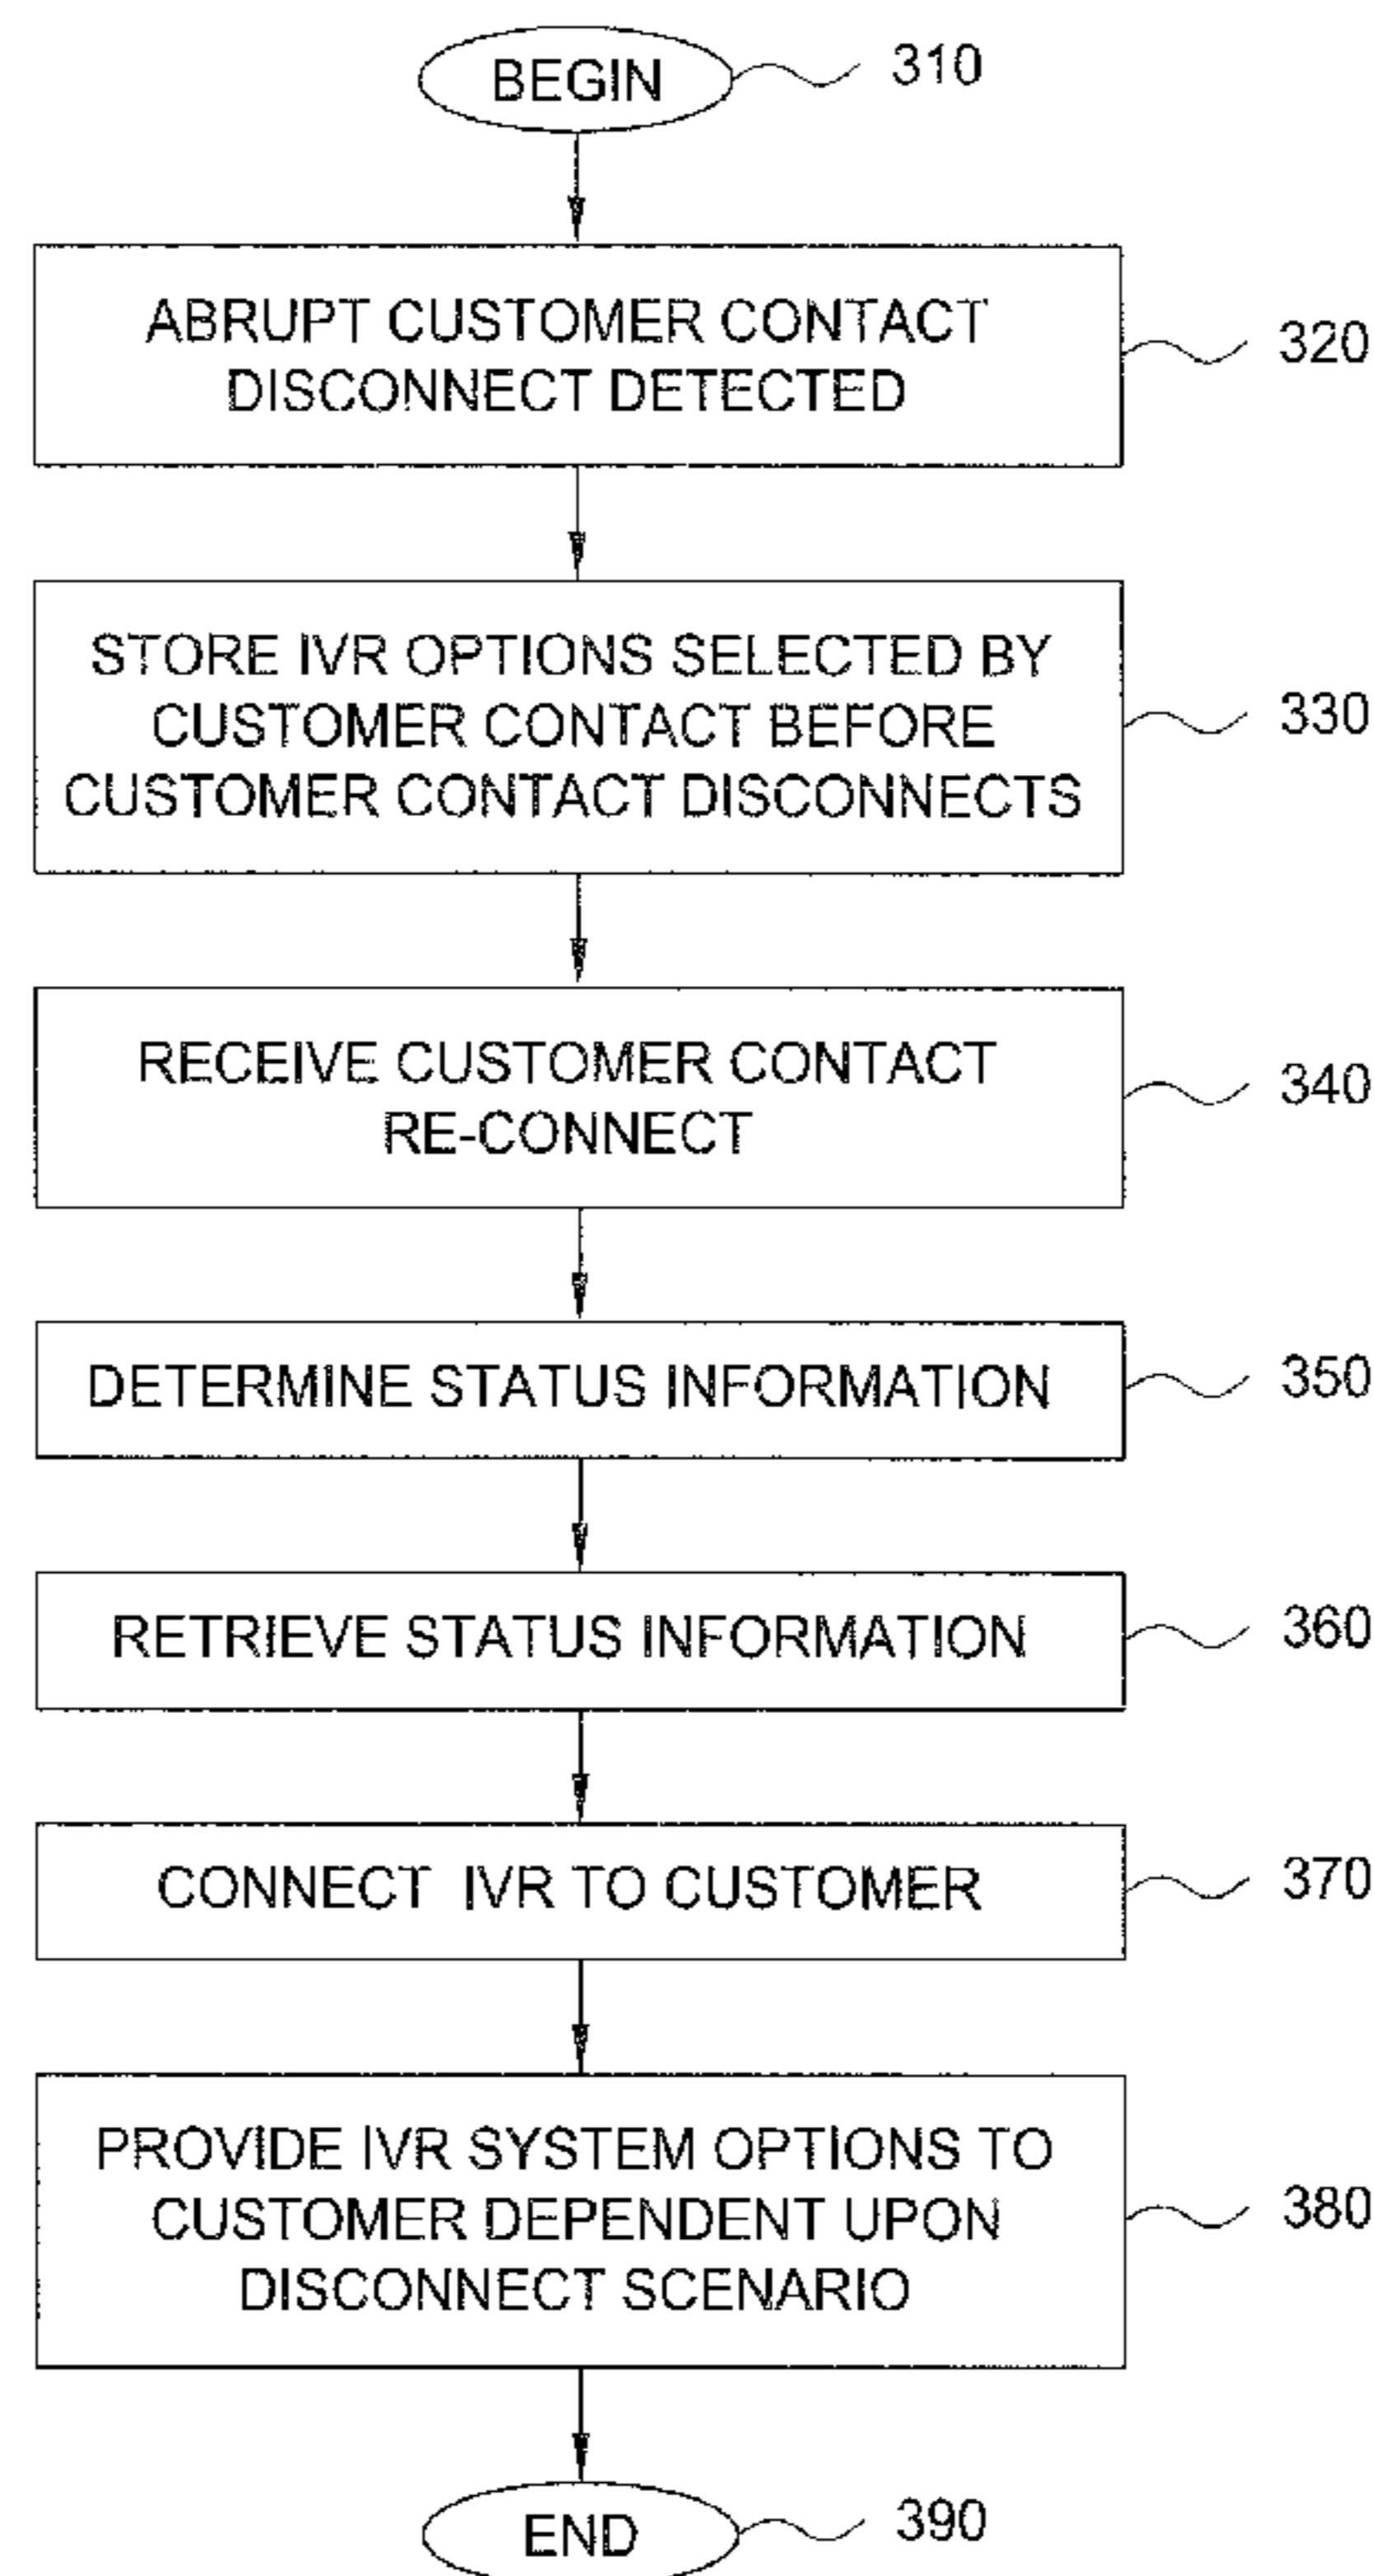 BEGIN
310
ABRUPT CUSTOMER CONTACT
DISCONNECT DETECTED
320
STORE IVR OPTIONS SELECTED BY
CUSTOMER CONTACT BEFORE
CUSTOMER CONTACT DISCONNECTS
330
RECEIVE CUSTOMER CONTACT
RE-CONNECT
340
DETERMINE STATUS INFORMATION
350
RETRIEVE STATUS INFORMATION
360
CONNECT IVR TO CUSTOMER
370
PROVIDE IVR SYSTEM OPTIONS TO
CUSTOMER DEPENDENT UPON
DISCONNECT SCENARIO
380
END
390